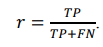 r = TP / TP+FN.